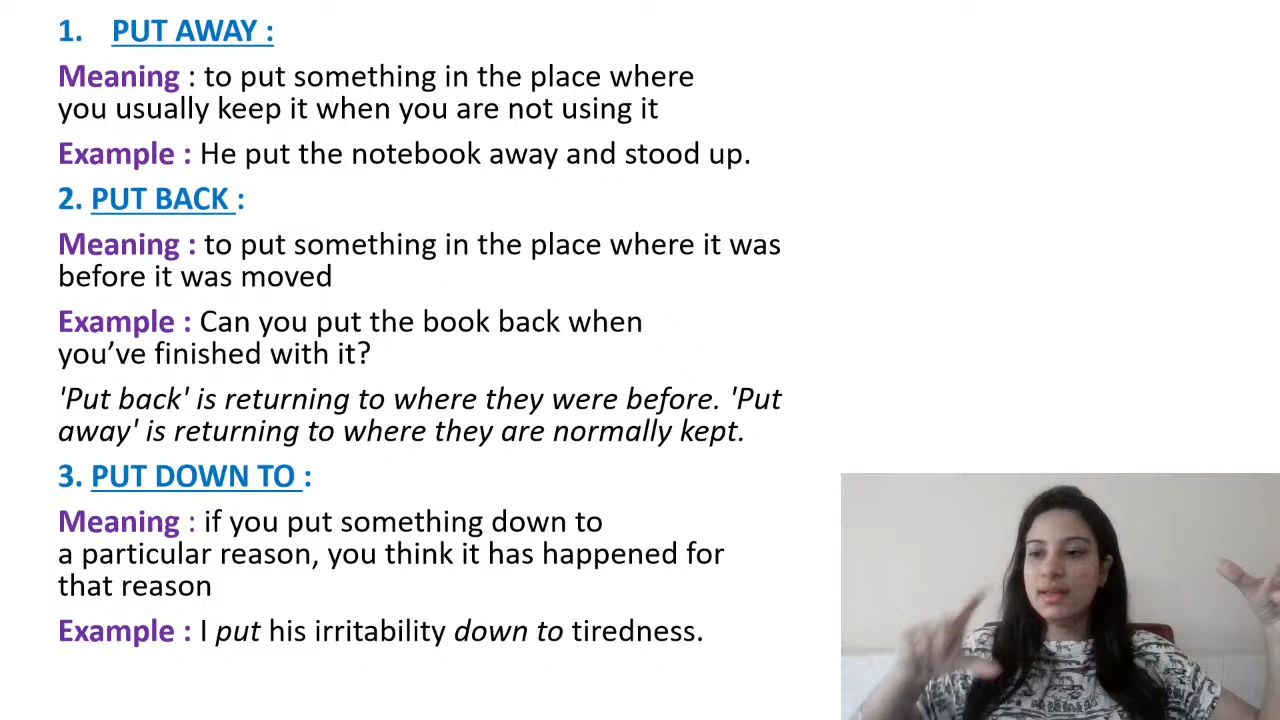 1. PUT AWAY :
Meaning : to put something in the place where
you usually keep it when you are not using it
Example : He put the notebook away and stood up.
2. PUT BACK :
Meaning : to put something in the place where it was
before it was moved
Example : Can you put the book back when
you’ve finished with it?
'Put back' is returning to where they were before. 'Put
away' is returning to where they are normally kept.
3. PUT DOWN TO :
Meaning : if you put something down to
a particular reason, you think it has happened for
that reason
Example : I put his irritability down to tiredness.